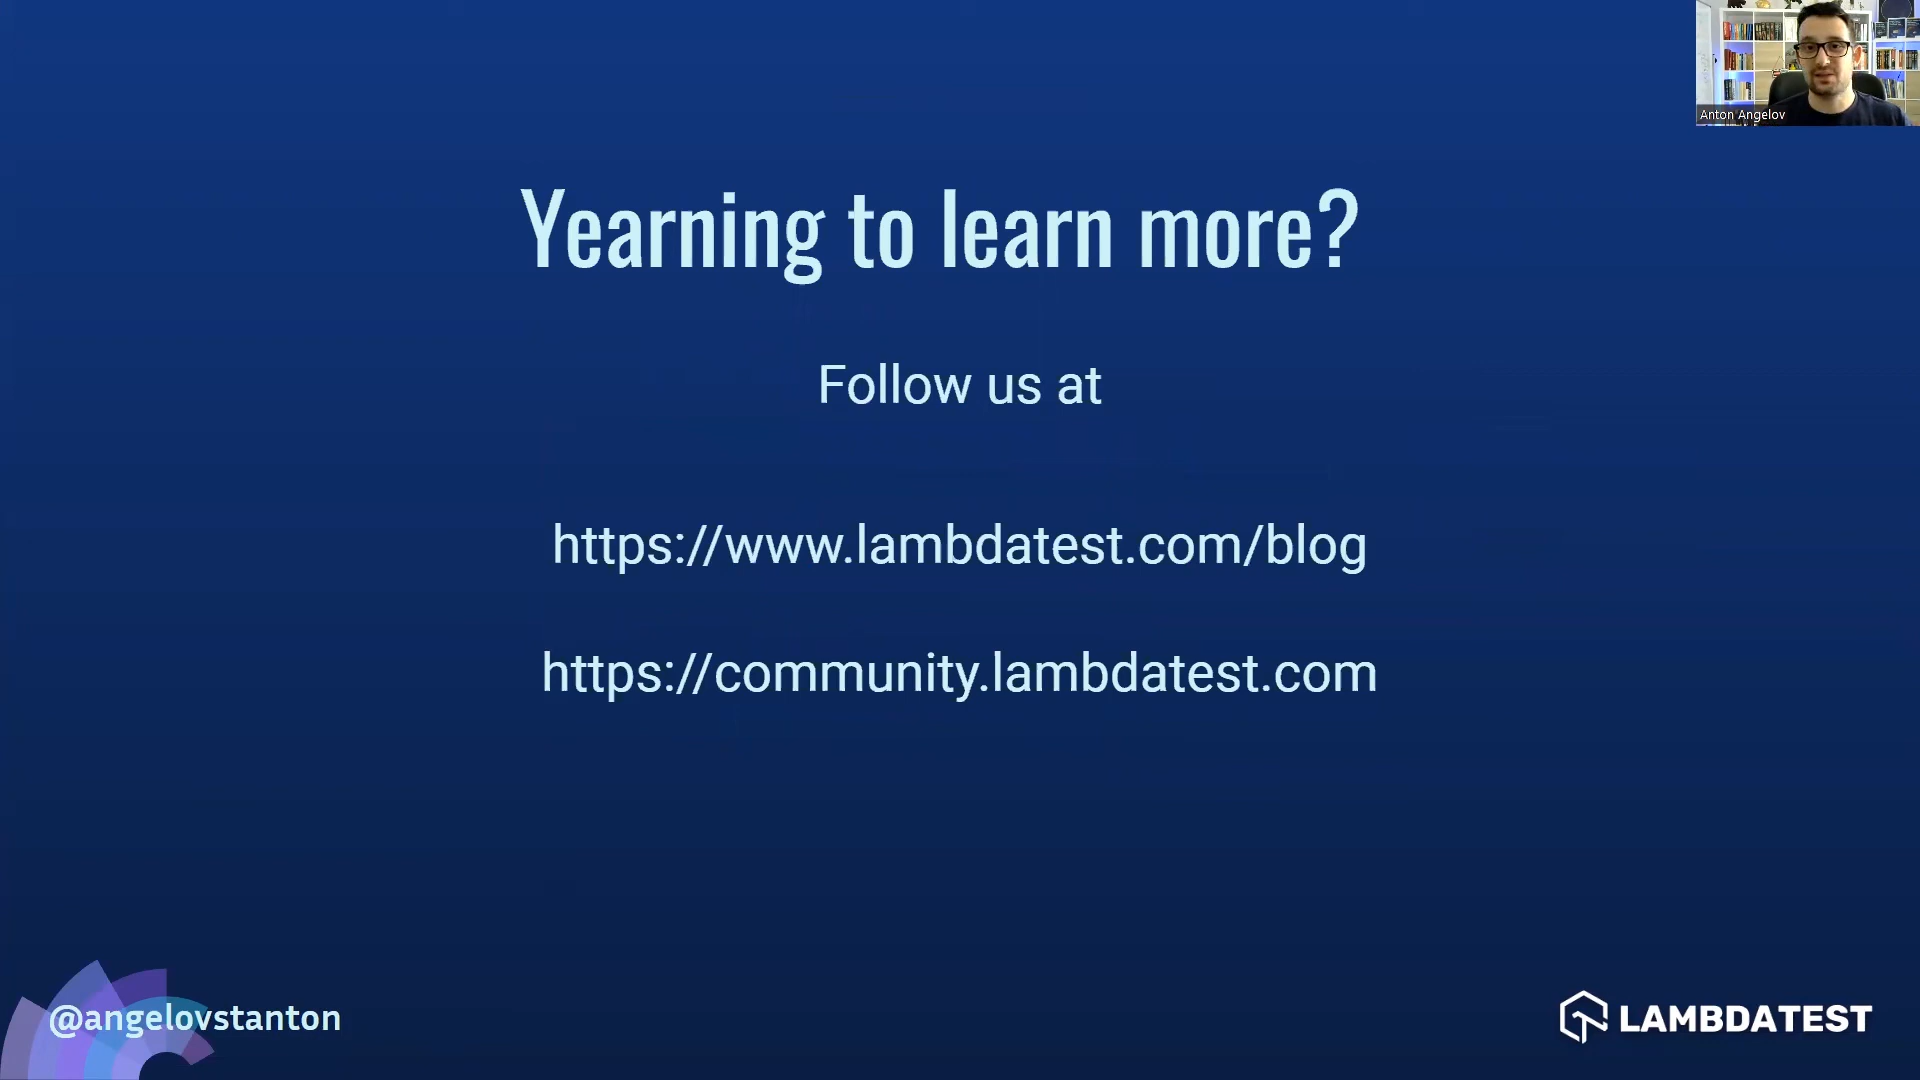 Anton Angelov
Yearning to learn more?
Follow us at
https://www.lambdatest.com/blog
https://community.lambdatest.com
@angelovstanton
LAMBDATEST